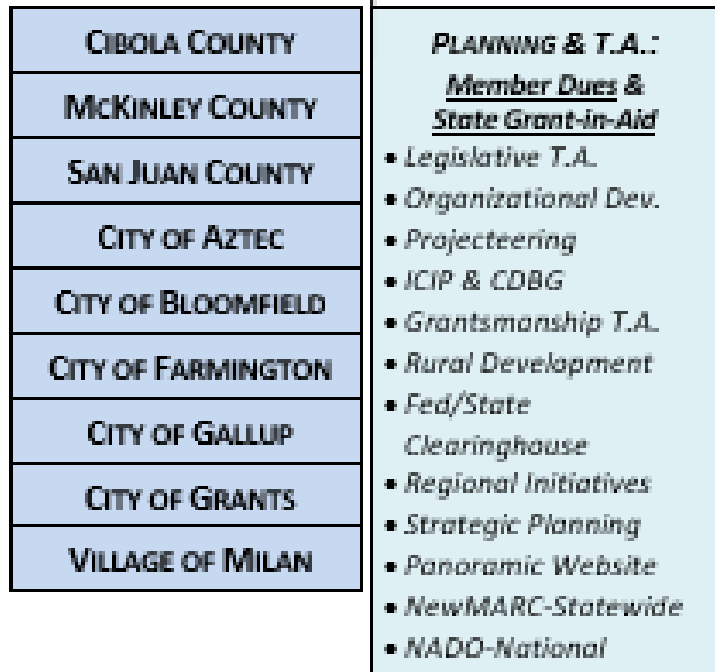 CIBOLA COUNTY
MCKINLEY COUNTY
SAN JUAN COUNTY
CITY OF AZTEC
CITY OF BLOOMFIELD
CITY OF FARMINGTON
CITY OF GALLUP
CITY OF GRANTS
VILLAGE OF MILAN
PLANNING & T.A.:
Member Dues &
State Grant-in-Aid
• Legislative T.A.
• Organizational Dev.
• Projecteering
• ICIP & CDBG
• Grantsmanship T.A.
• Rural Development
• Fed/State
Clearinghouse
• Regional Initiatives
• Strategic Planning
• Panoramic Website
• NewMARC-Statewide
• NADO-National